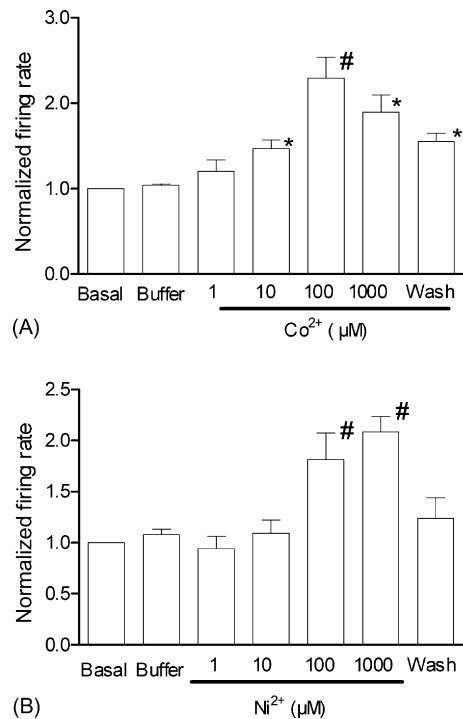 3.0
#
2.0
*
*
*
1.0
0.0
Normalized firing rate
Basal Buffer 1 10 100 1000 Wash
(A)
Co²⁺ ( µM)
2.5
#
#
2.0
1.5
1.0
0.5
0.0
Normalized firing rate
Basal Buffer 1 10 100 1000 Wash
(B)
Ni²⁺ (µM)